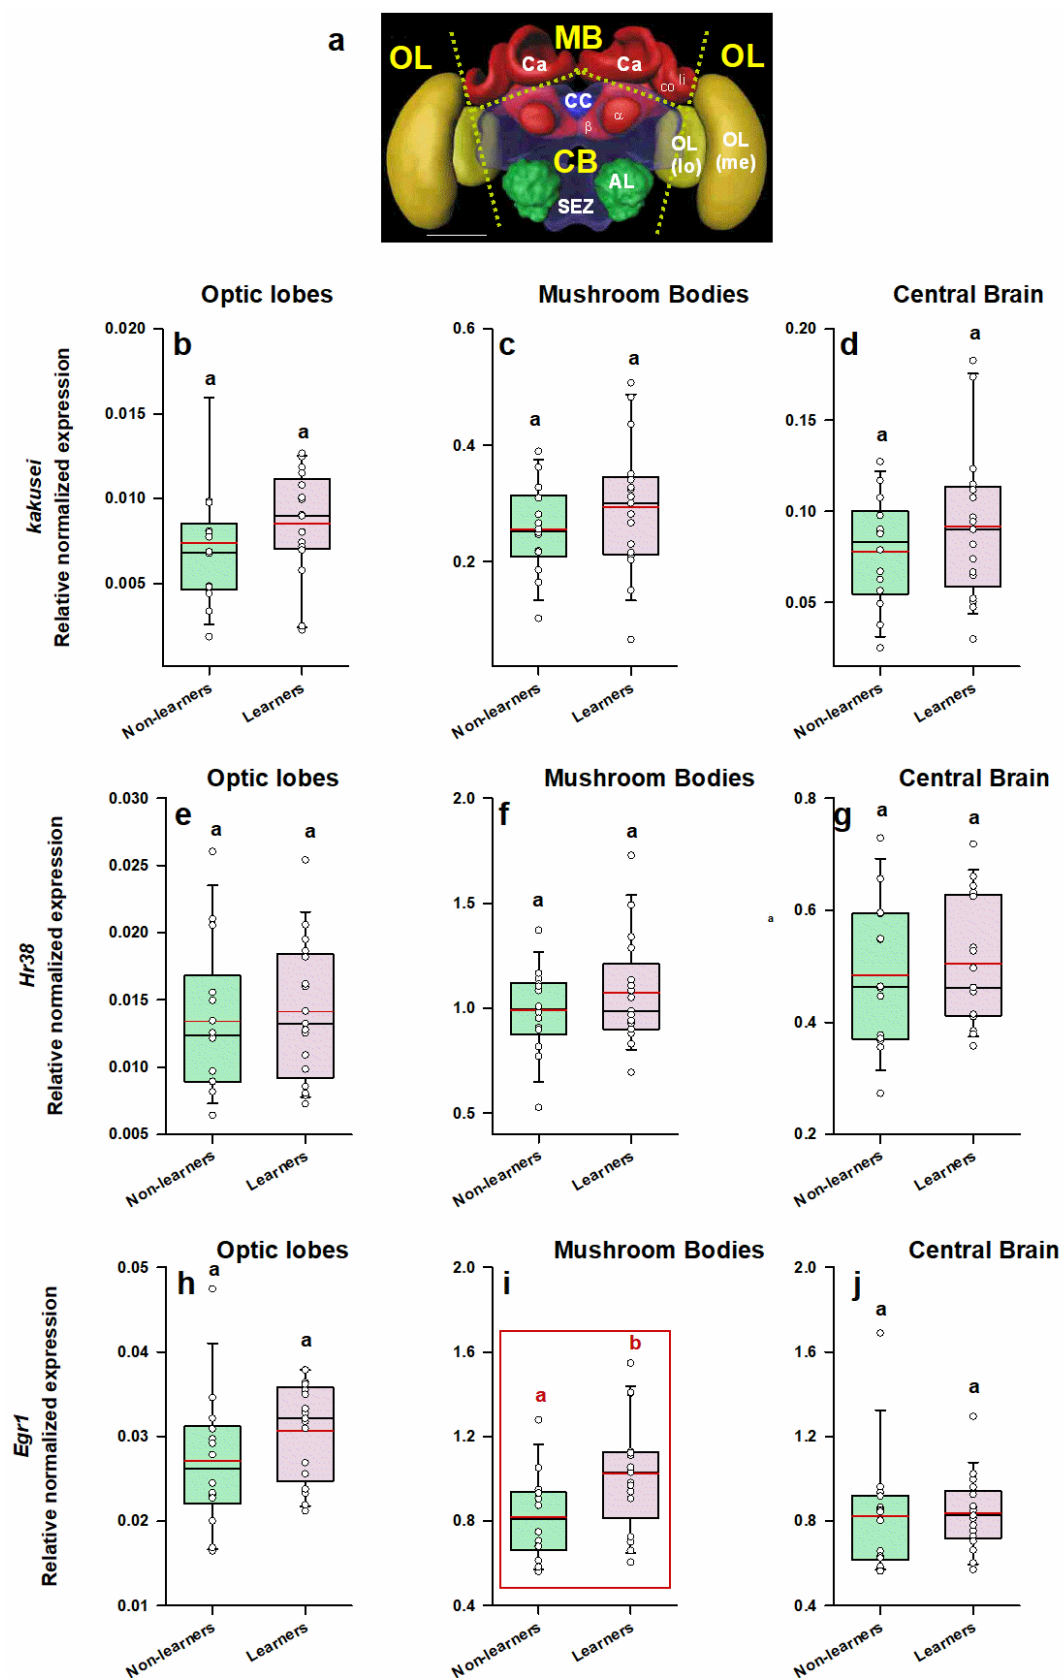 a
OL
MB
OL
Ca
Ca
co
li
CC
α
β
OL
(lo)
OL
(me)
CB
AL
SEZ
Optic lobes
Mushroom Bodies
Central Brain
kakusei
Relative normalized expression
b
0.020
0.015
0.010
0.005
a
a
Non-learners
Learners
c
0.6
0.4
0.2
a
a
Non-learners
Learners
d
0.20
0.15
0.10
0.05
a
a
Non-learners
Learners
Optic lobes
Mushroom Bodies
Central Brain
Hr38
Relative normalized expression
e
0.030
0.025
0.020
0.015
0.010
0.005
a
a
Non-learners
Learners
f
2.0
1.5
1.0
0.5
a
a
Non-learners
Learners
a
g
0.8
0.6
0.4
0.2
a
a
Non-learners
Learners
Optic lobes
Mushroom Bodies
Central Brain
Egr1
Relative normalized expression
h
0.05
0.04
0.03
0.02
0.01
a
a
Non-learners
Learners
i
2.0
1.6
1.2
0.8
0.4
a
b
Non-learners
Learners
j
2.0
1.6
1.2
0.8
0.4
a
a
Non-learners
Learners